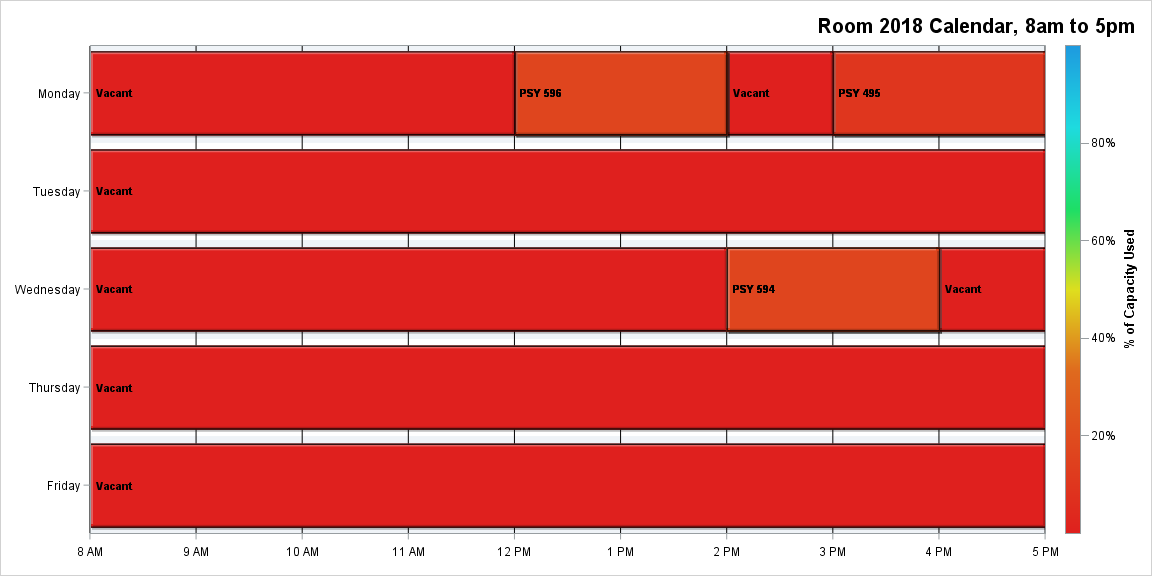 Room 2018 Calendar, 8am to 5pm
Monday
Vacant
PSY 596
Vacant
PSY 495
Tuesday
Vacant
Wednesday
Vacant
PSY 594
Vacant
Thursday
Vacant
Friday
Vacant
8 AM
9 AM
10 AM
11 AM
12 PM
1 PM
2 PM
3 PM
4 PM
5 PM
80%
60%
40%
20%
% of Capacity Used